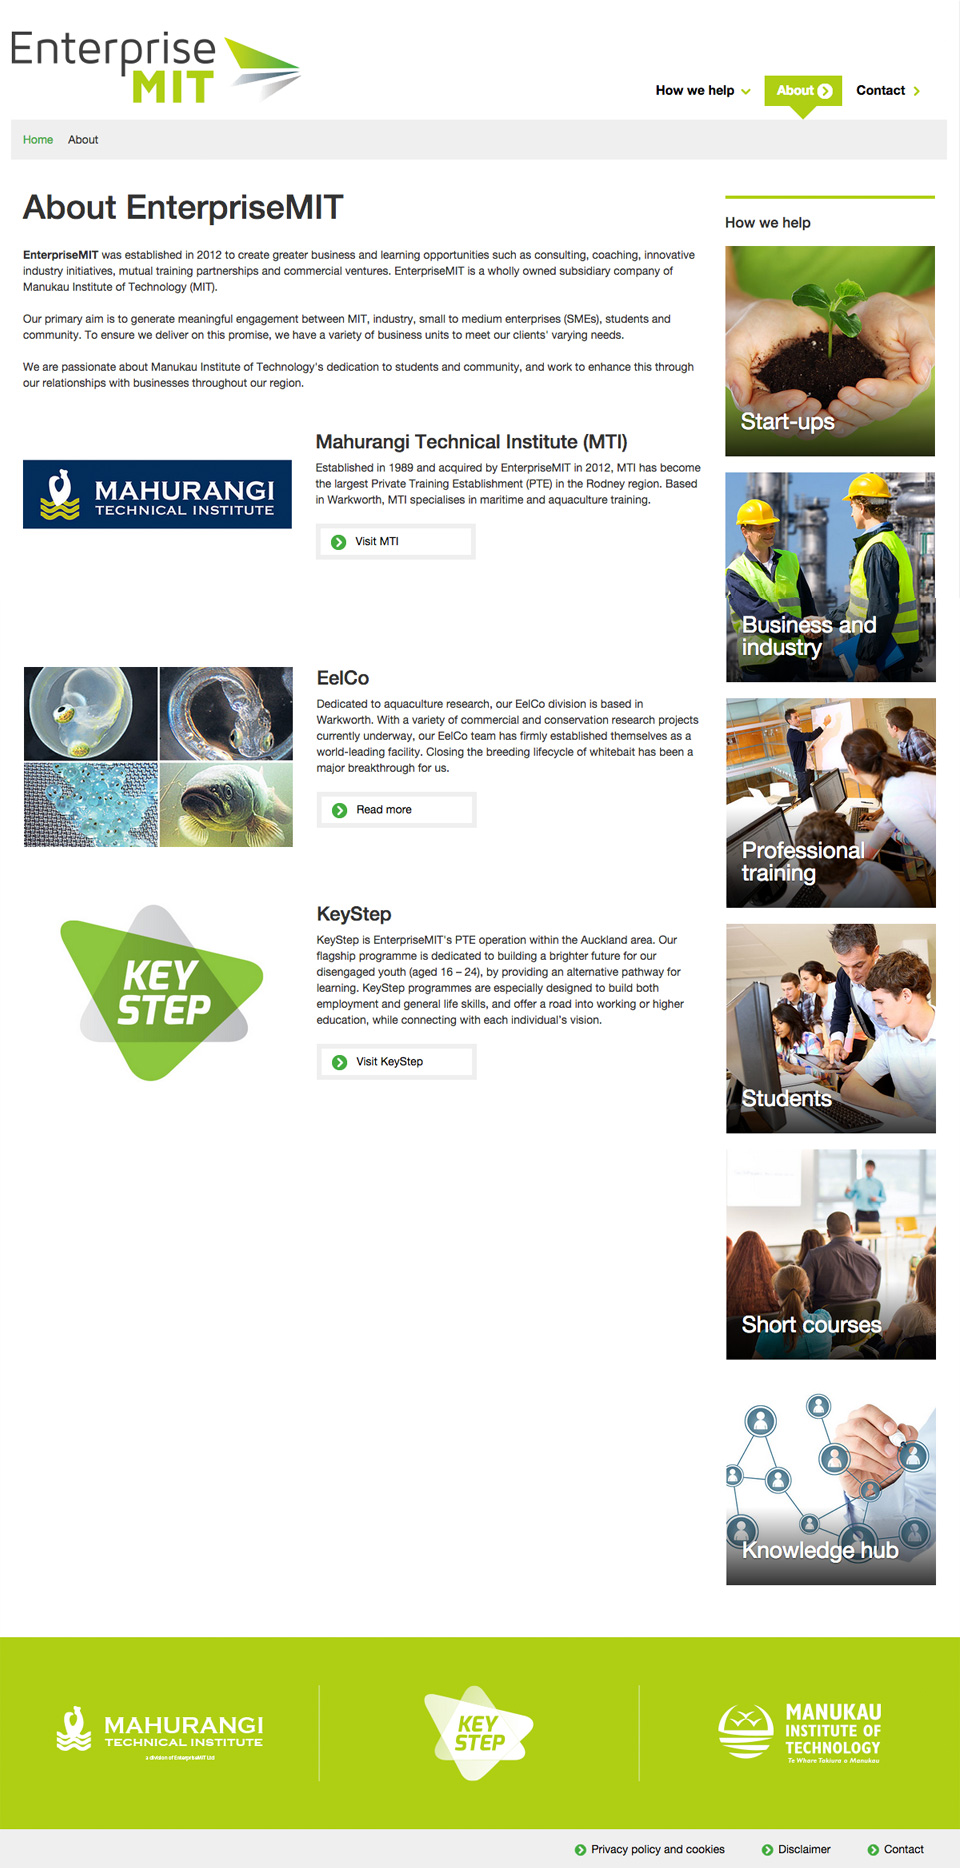 Enterprise
MIT
How we help
About
Contact
Home
About
About EnterpriseMIT
EnterpriseMIT was established in 2012 to create greater business and learning opportunities such as consulting, coaching, innovative
industry initiatives, mutual training partnerships and commercial ventures. EnterpriseMIT is a wholly owned subsidiary company of
Manukau Institute of Technology (MIT).
Our primary aim is to generate meaningful engagement between MIT, industry, small to medium enterprises (SMEs), students and
community. To ensure we deliver on this promise, we have a variety of business units to meet our clients' varying needs.
We are passionate about Manukau Institute of Technology's dedication to students and community, and work to enhance this through
our relationships with businesses throughout our region.
MAHURANGI
TECHNICAL INSTITUTE
Mahurangi Technical Institute (MTI)
Established in 1989 and acquired by EnterpriseMIT in 2012, MTI has become
the largest Private Training Establishment (PTE) in the Rodney region. Based
in Warkworth, MTI specialises in maritime and aquaculture training.
Visit MTI
EelCo
Dedicated to aquaculture research, our EelCo division is based in
Warkworth. With a variety of commercial and conservation research projects
currently underway, our EelCo team has firmly established themselves as a
world-leading facility. Closing the breeding lifecycle of whitebait has been a
major breakthrough for us.
Read more
KEY
STEP
KeyStep
KeyStep is EnterpriseMIT's PTE operation within the Auckland area. Our
flagship programme is dedicated to building a brighter future for our
disengaged youth (aged 16 – 24), by providing an alternative pathway for
learning. KeyStep programmes are especially designed to build both
employment and general life skills, and offer a road into working or higher
education, while connecting with each individual's vision.
Visit KeyStep
How we help
Start-ups
Business and
industry
Professional
training
Students
Short courses
Knowledge hub
MAHURANGI
TECHNICAL INSTITUTE
a division of EnterpriseMIT Ltd
KEY
STEP
MANUKAU
INSTITUTE OF
TECHNOLOGY
Te Whare Takiura o Manukau
Privacy policy and cookies
Disclaimer
Contact